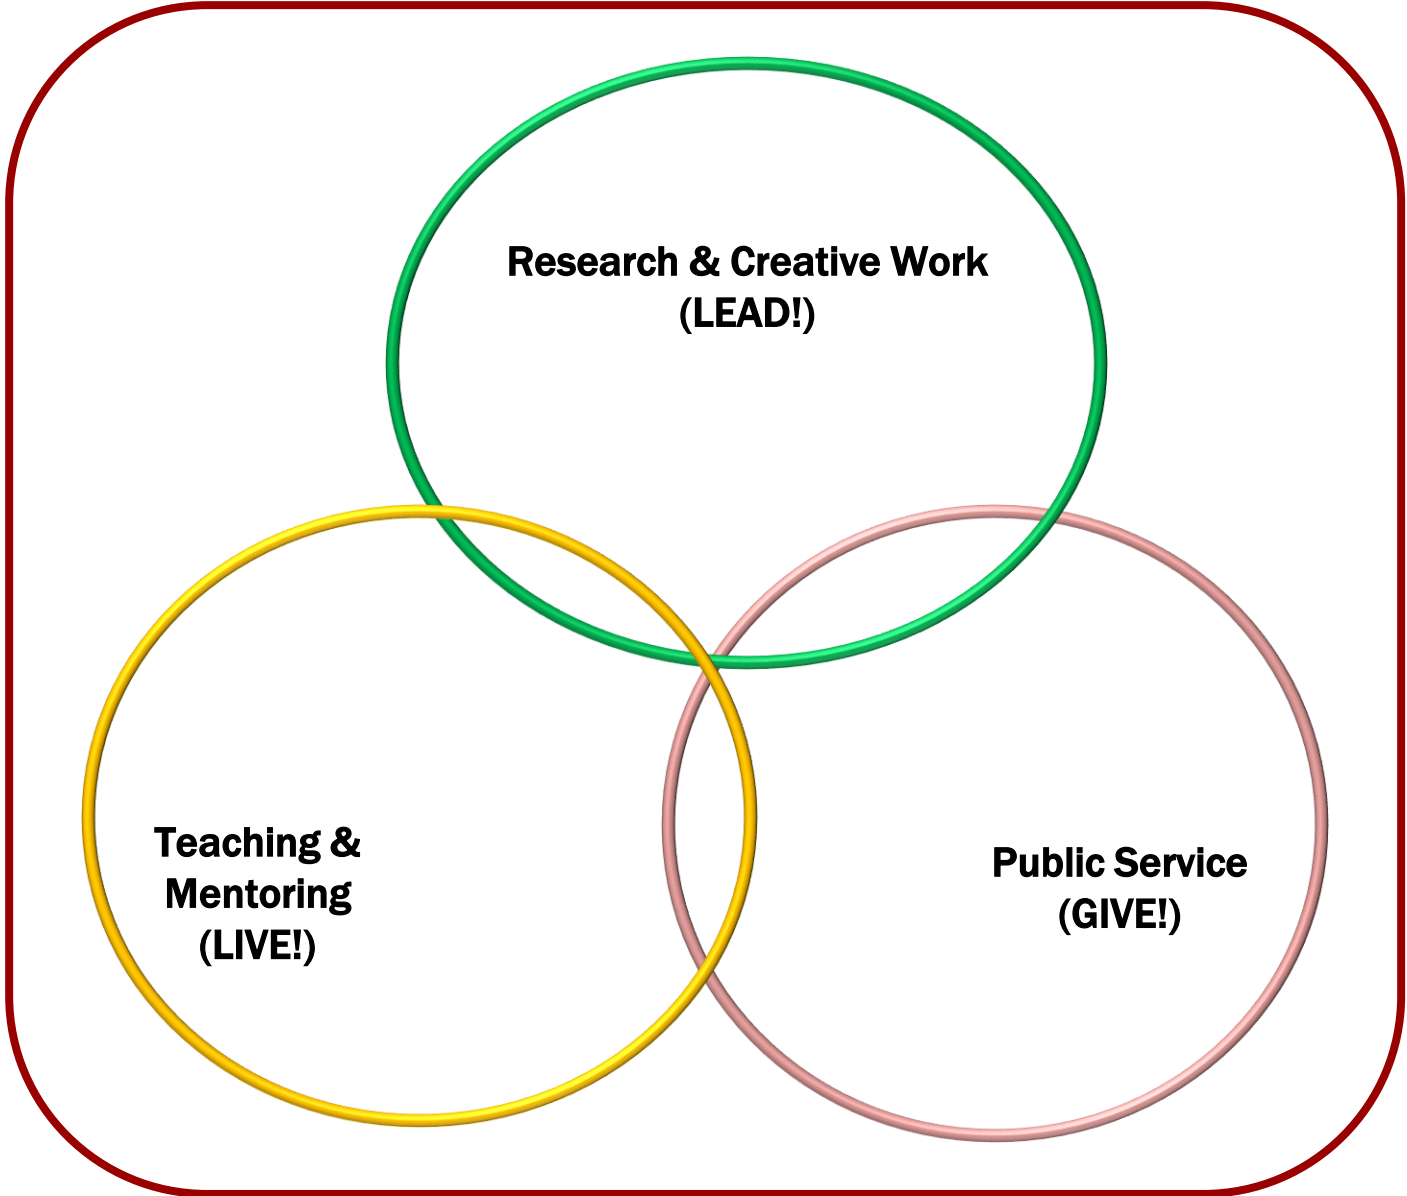 Research & Creative Work
(LEAD!)
Teaching &
Mentoring
(LIVE!)
Public Service
(GIVE!)